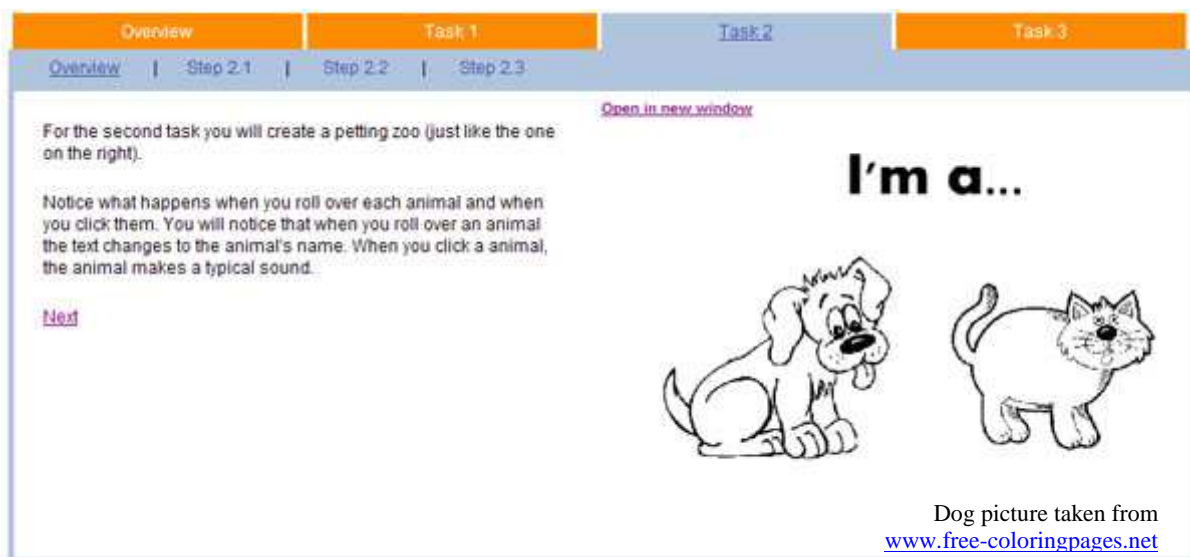 Overview Task 1 Task 2 Task 3
Overview | Step 2.1 | Step 2.2 | Step 2.3
For the second task you will create a petting zoo (just like the one
on the right).
Notice what happens when you roll over each animal and when
you click them. You will notice that when you roll over an animal
the text changes to the animal's name. When you click a animal,
the animal makes a typical sound.
Next
Open in new window
I'm a...
Dog picture taken from
www.free-coloringpages.net